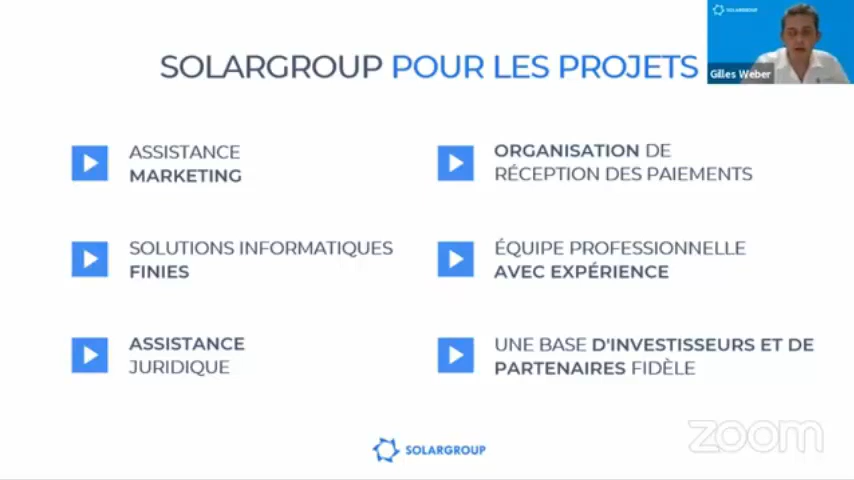 SOLARGROUP POUR LES PROJETS
SOLARGROUP
Gilles Weber
ASSISTANCE
MARKETING
ORGANISATION DE
RÉCEPTION DES PAIEMENTS
SOLUTIONS INFORMATIQUES
FINIES
ÉQUIPE PROFESSIONNELLE
AVEC EXPÉRIENCE
ASSISTANCE
JURIDIQUE
UNE BASE D'INVESTISSEURS ET DE
PARTENAIRES FIDÈLE
SOLARGROUP
zoom